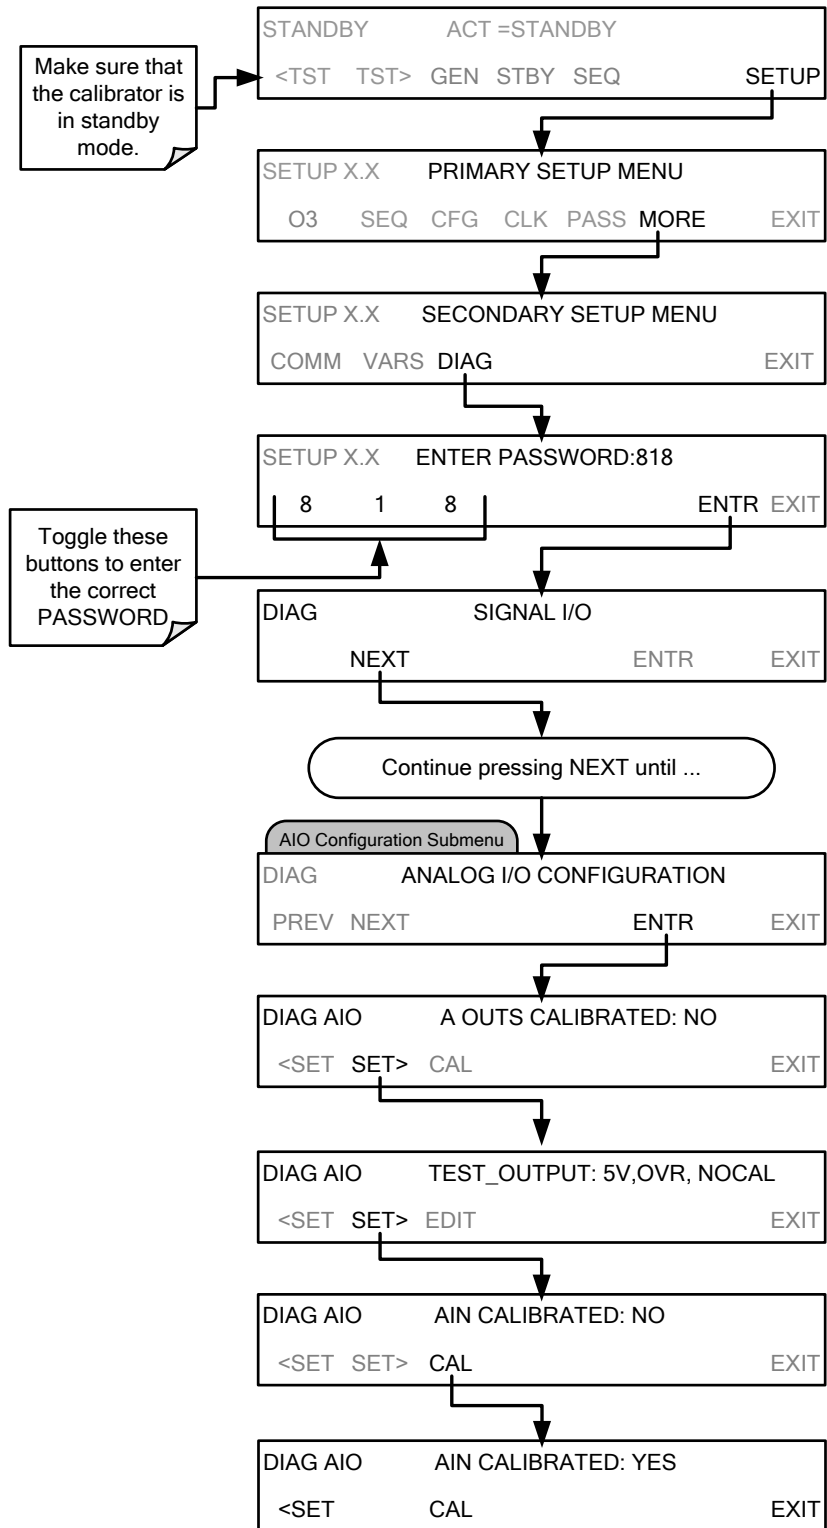 STANDBY ACT =STANDBY
<TST TST> GEN STBY SEQ SETUP
Make sure that
the calibrator is
in standby
mode.
SETUP X.X PRIMARY SETUP MENU
O3 SEQ CFG CLK PASS MORE EXIT
SETUP X.X SECONDARY SETUP MENU
COMM VARS DIAG EXIT
SETUP X.X ENTER PASSWORD:818
8 1 8 ENTR EXIT
Toggle these
buttons to enter
the correct
PASSWORD
DIAG SIGNAL I/O
NEXT ENTR EXIT
Continue pressing NEXT until ...
AIO Configuration Submenu
DIAG ANALOG I/O CONFIGURATION
PREV NEXT ENTR EXIT
DIAG AIO A OUTS CALIBRATED: NO
<SET SET> CAL EXIT
DIAG AIO TEST_OUTPUT: 5V,OVR, NOCAL
<SET SET> EDIT EXIT
DIAG AIO AIN CALIBRATED: NO
<SET SET> CAL EXIT
DIAG AIO AIN CALIBRATED: YES
<SET CAL EXIT